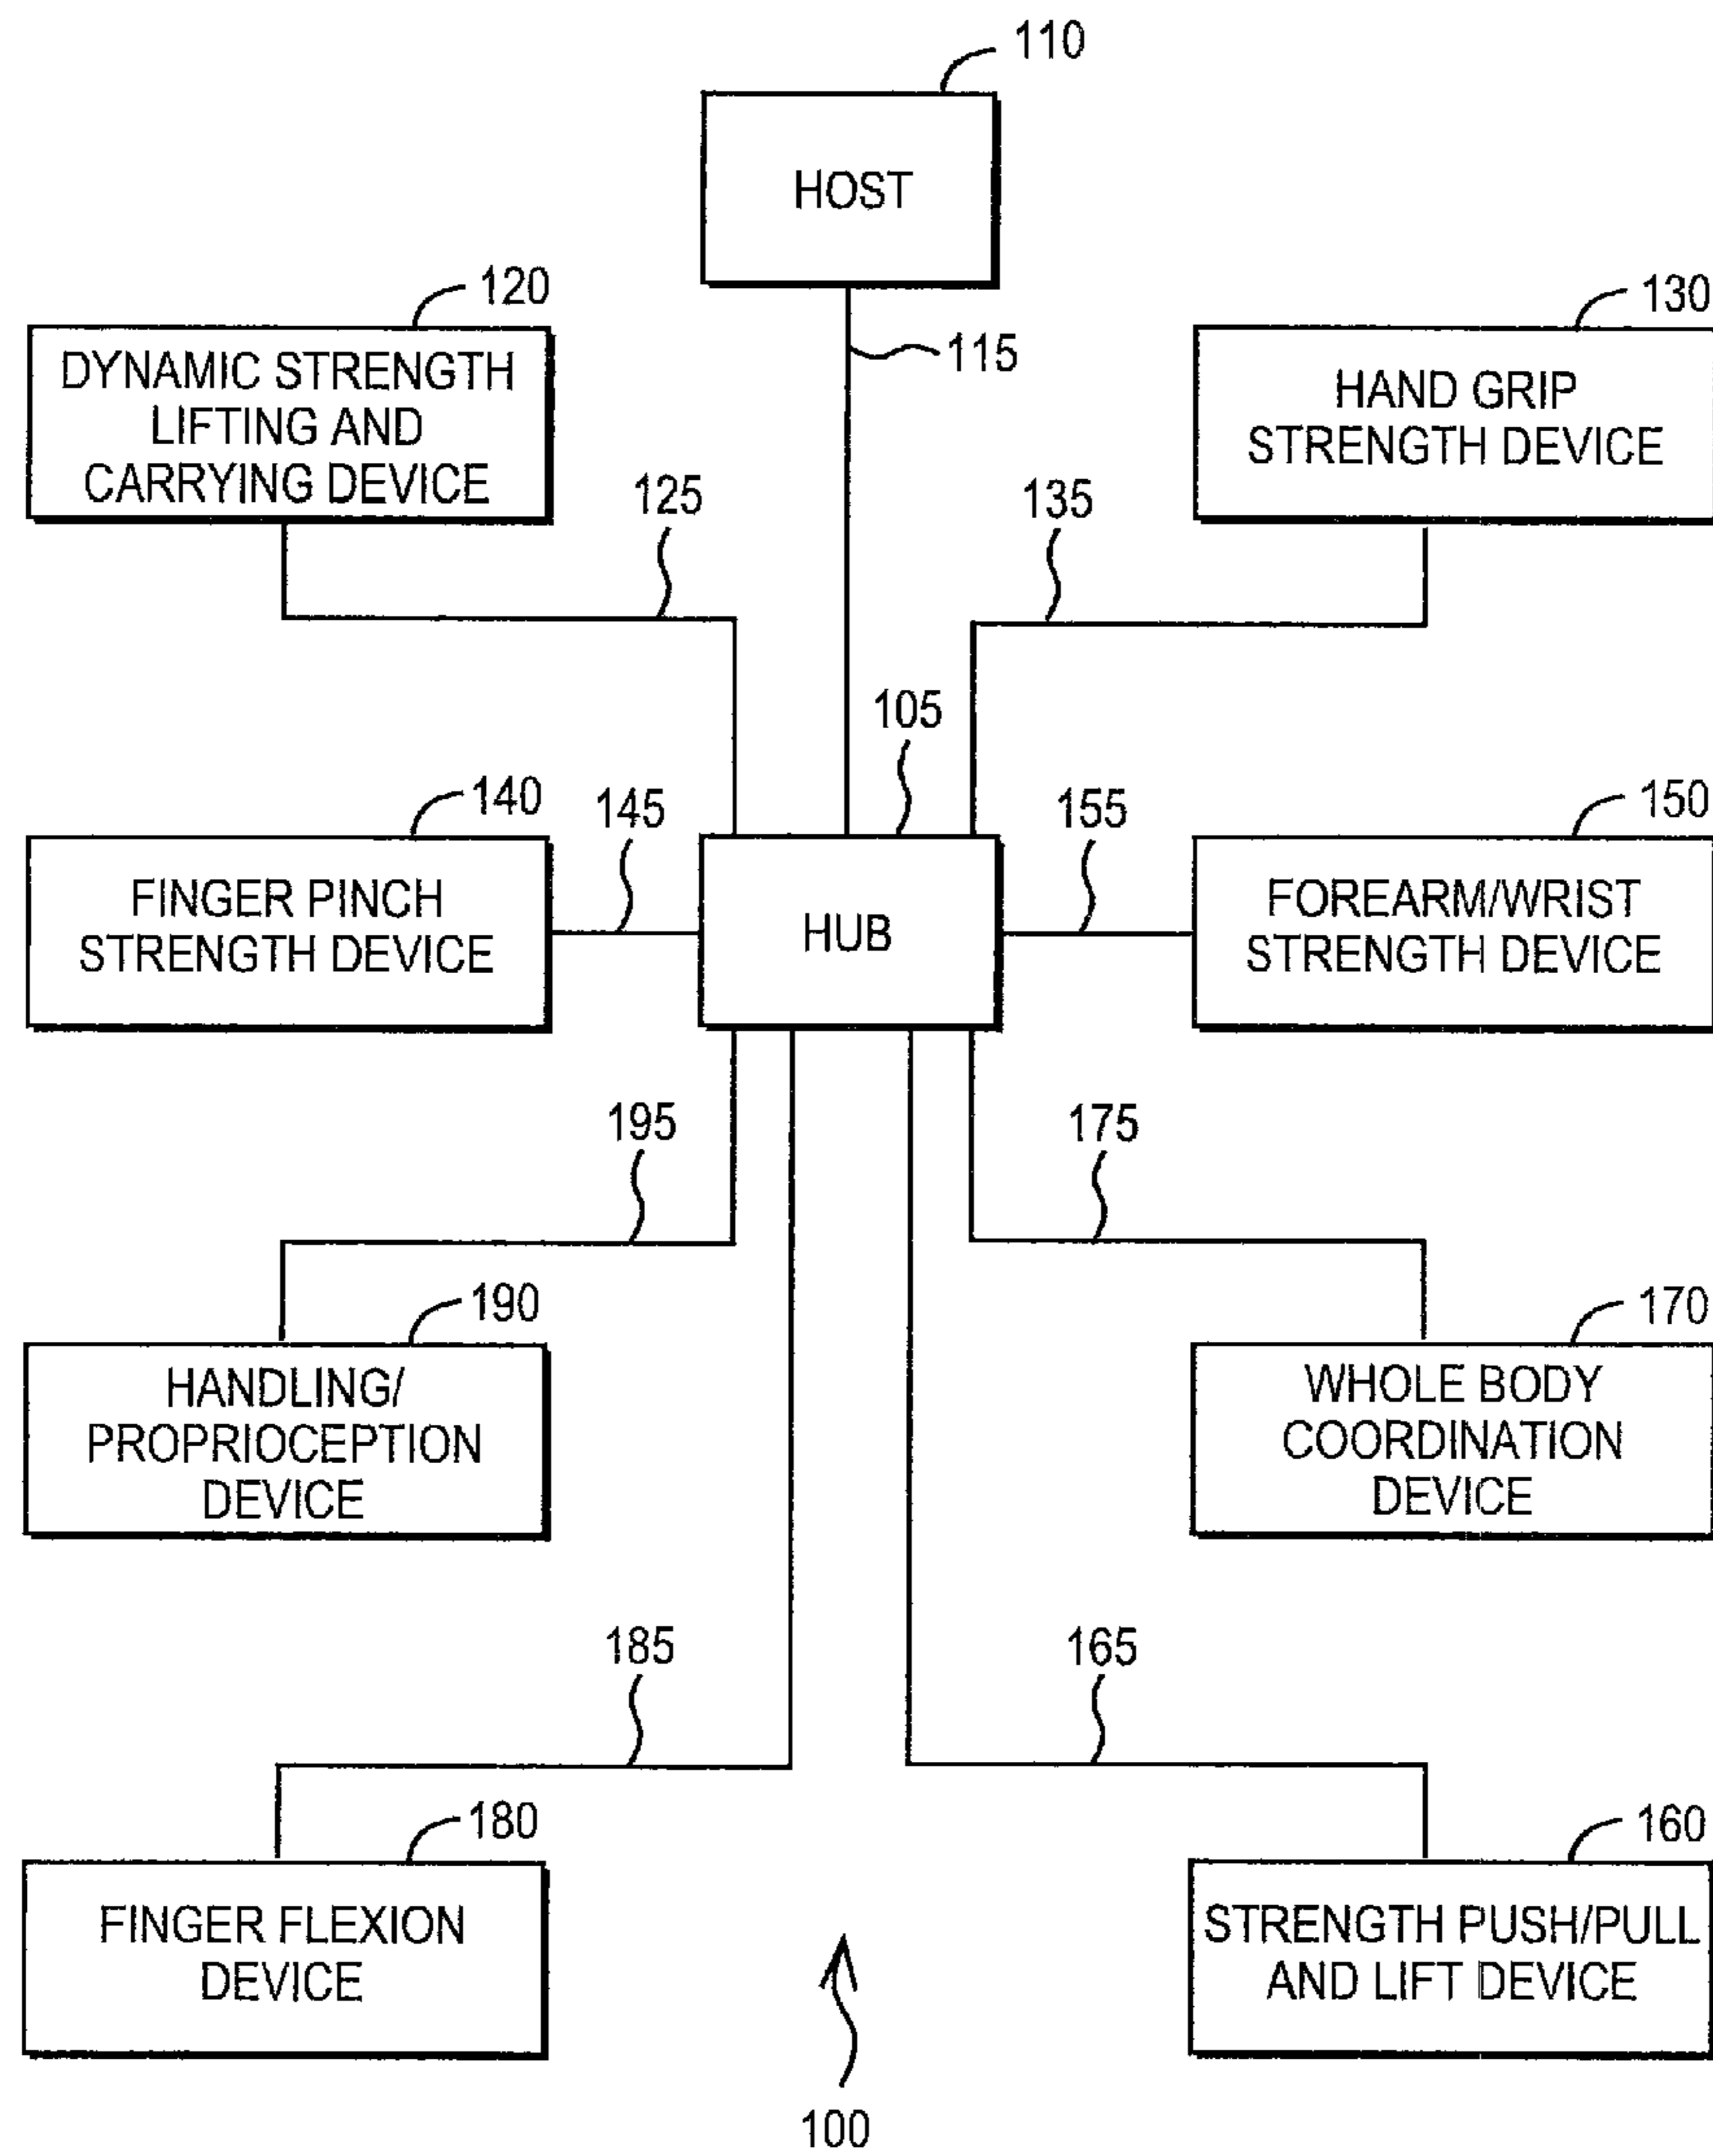 110
HOST
120
DYNAMIC STRENGTH
LIFTING AND
CARRYING DEVICE
115
130
HAND GRIP
STRENGTH DEVICE
125
135
105
140
FINGER PINCH
STRENGTH DEVICE
145
HUB
155
150
FOREARM/WRIST
STRENGTH DEVICE
195
175
190
HANDLING/
PROPRIOCEPTION
DEVICE
170
WHOLE BODY
COORDINATION
DEVICE
185
165
180
FINGER FLEXION
DEVICE
160
STRENGTH PUSH/PULL
AND LIFT DEVICE
100